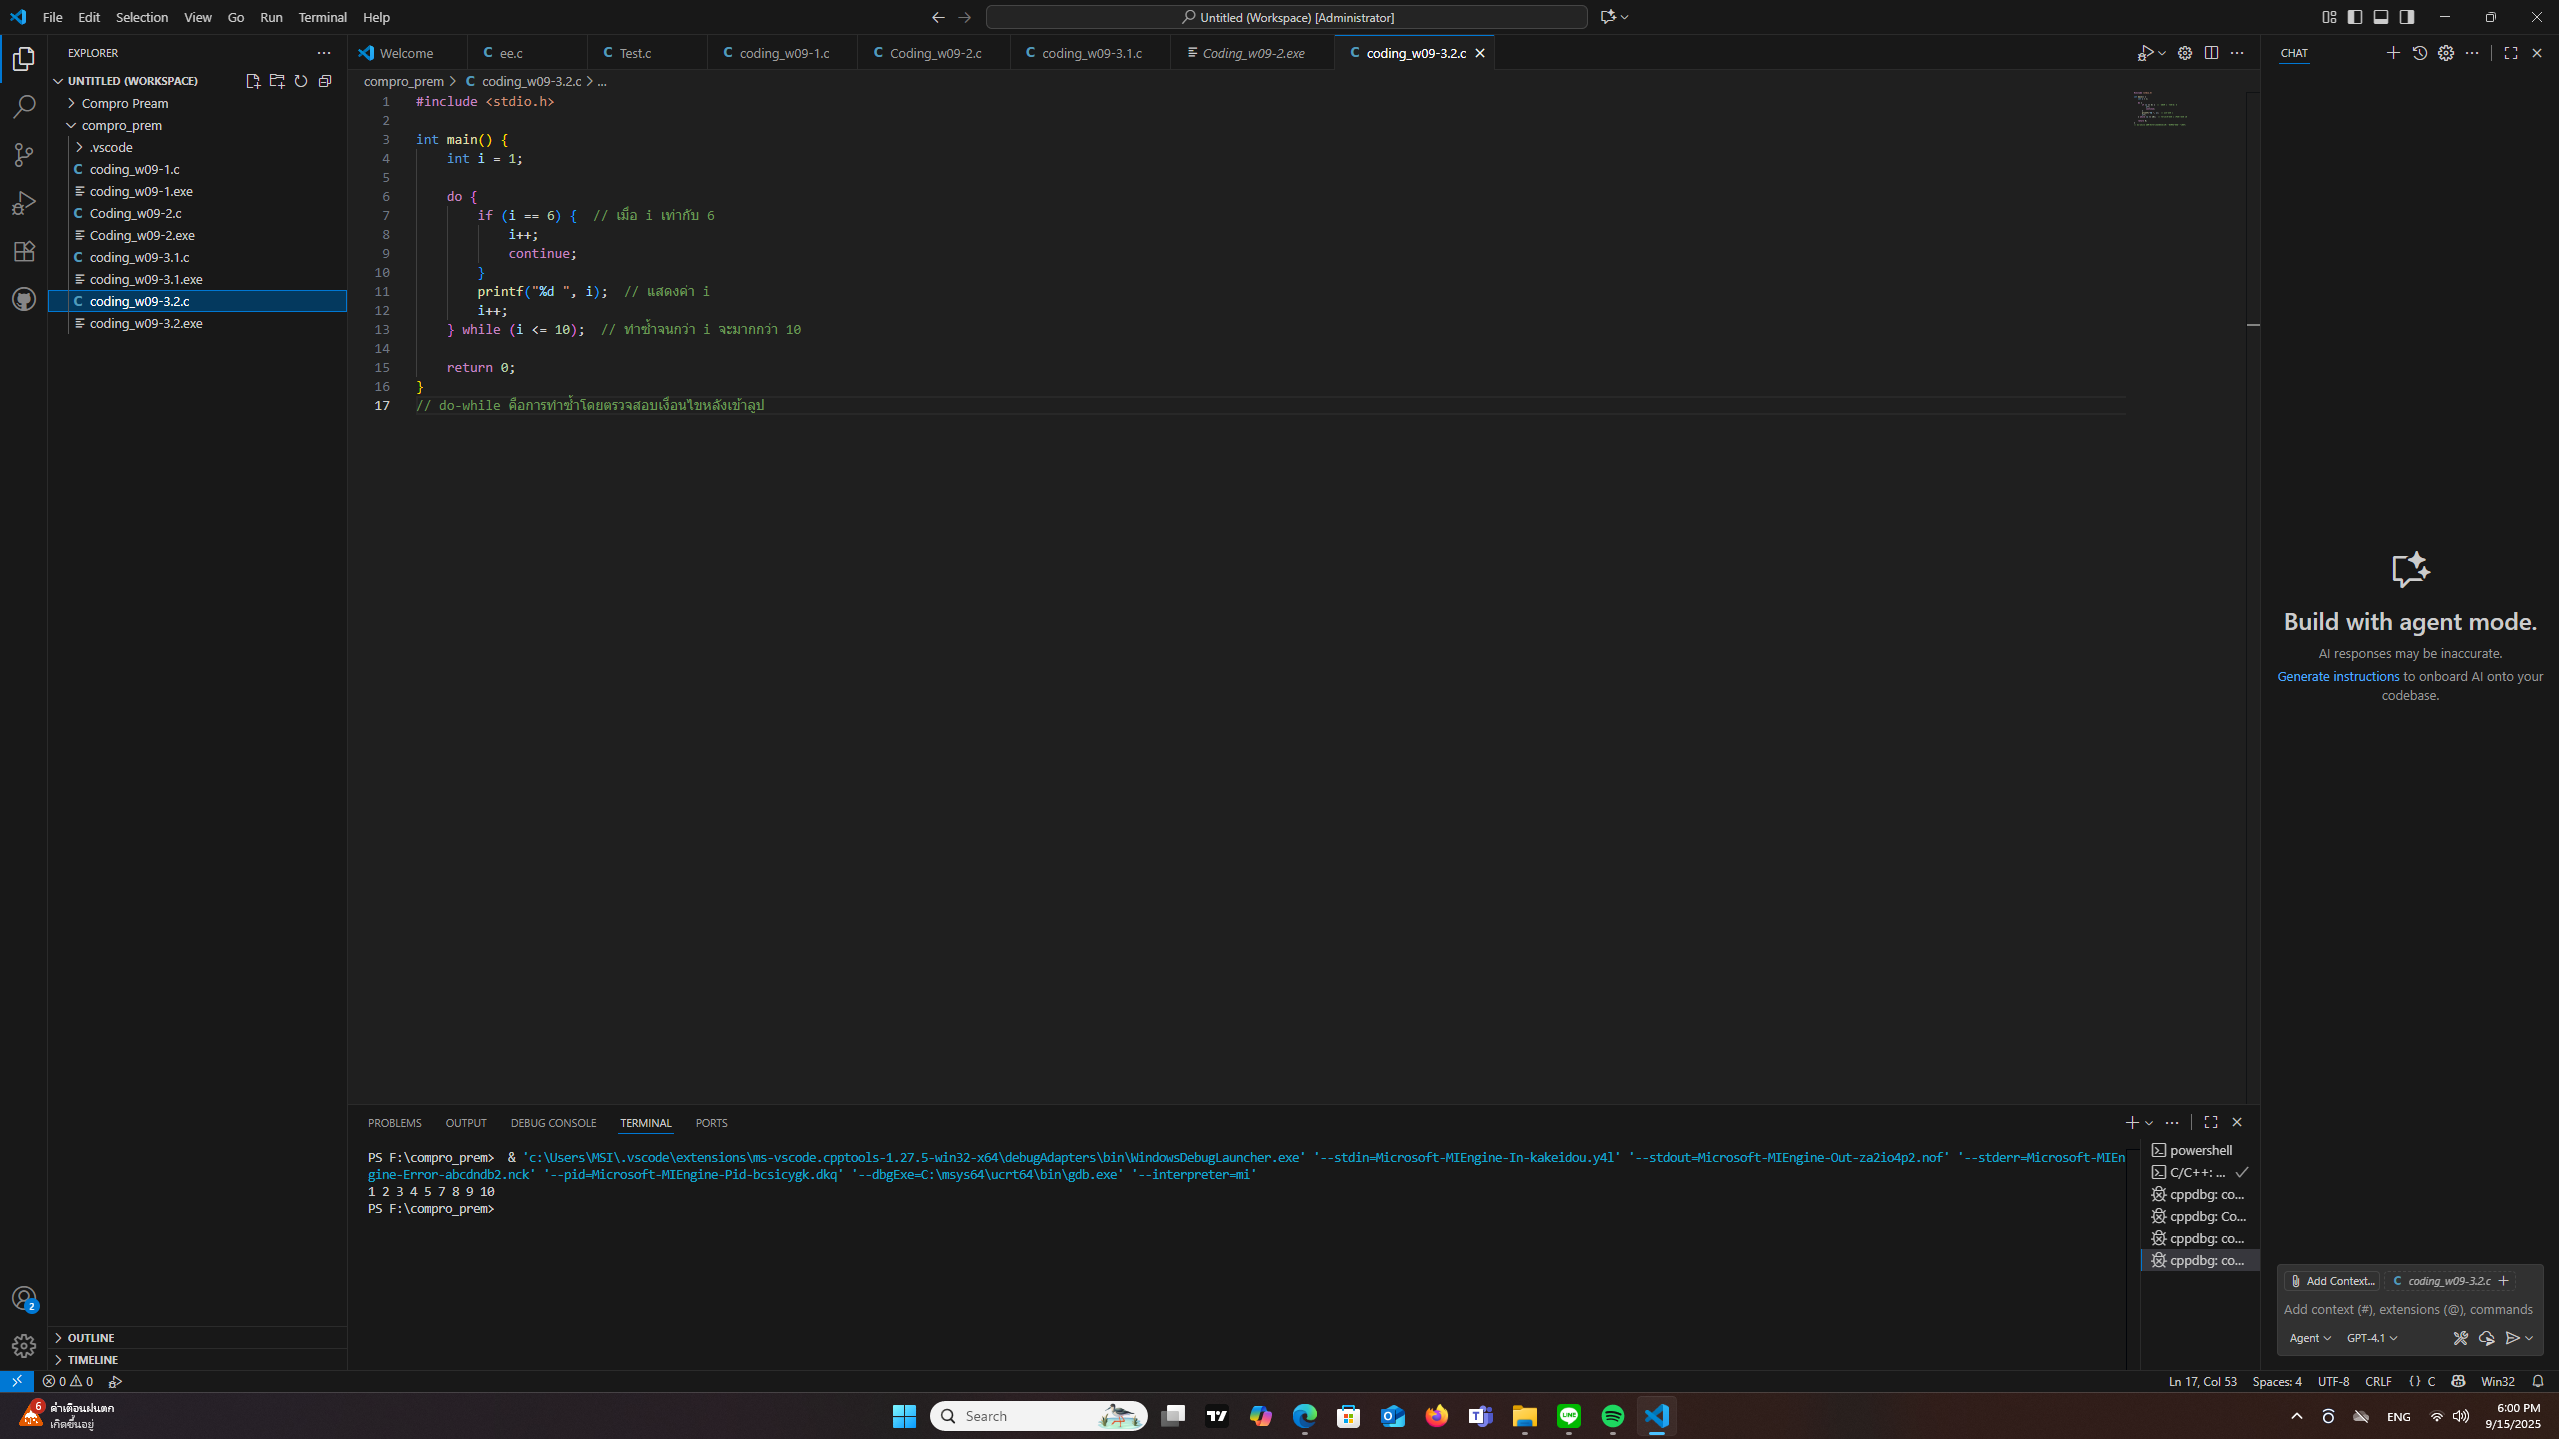 File Edit Selection View Go Run Terminal Help
Untitled (Workspace) [Administrator]
EXPLORER
UNTITLED (WORKSPACE)
Compro Pream
compro_prem
.vscode
coding_w09-1.c
coding_w09-1.exe
Coding_w09-2.c
Coding_w09-2.exe
coding_w09-3.1.c
coding_w09-3.1.exe
coding_w09-3.2.c
coding_w09-3.2.exe
OUTLINE
TIMELINE
Welcome
C ee.c
C Test.c
C coding_w09-1.c
C Coding_w09-2.c
C coding_w09-3.1.c
Coding_w09-2.exe
C coding_w09-3.2.c
compro_prem > C coding_w09-3.2.c > ...
1 #include <stdio.h>
2
3 int main() {
4     int i = 1;
5
6     do {
7         if (i == 6) {  // เมื่อ i เท่ากับ 6
8             i++;
9             continue;
10         }
11         printf("%d ", i);  // แสดงค่า i
12         i++;
13     } while (i <= 10);  // ทำซ้ำจนกว่า i จะมากกว่า 10
14
15     return 0;
16 }
17 // do-while คือการทำซ้ำโดยตรวจสอบเงื่อนไขหลังเข้าลูป
PROBLEMS OUTPUT DEBUG CONSOLE TERMINAL PORTS
PS F:\compro_prem>  & 'c:\Users\MSI\.vscode\extensions\ms-vscode.cpptools-1.27.5-win32-x64\debugAdapters\bin\WindowsDebugLauncher.exe' '--stdin=Microsoft-MIEngine-In-kakeidou.y4l' '--stdout=Microsoft-MIEngine-Out-za2io4p2.nof' '--stderr=Microsoft-MIEn
gine-Error-abcdndb2.nck' '--pid=Microsoft-MIEngine-Pid-bcsicygk.dkq' '--dbgExe=C:\msys64\ucrt64\bin\gdb.exe' '--interpreter=mi'
1 2 3 4 5 7 8 9 10
PS F:\compro_prem>
powershell
C/C++: ...
cppdbg: co...
cppdbg: Co...
cppdbg: co...
cppdbg: co...
CHAT
Build with agent mode.
AI responses may be inaccurate.
Generate instructions to onboard AI onto your
codebase.
Add Context... C coding_w09-3.2.c
Add context (#), extensions (@), commands
Agent GPT-4.1
2
0 0
Ln 17, Col 53 Spaces: 4 UTF-8 CRLF {} C Win32
6
คำเตือนฝนตก
เกิดขึ้นอยู่
Search
ENG
6:00 PM
9/15/2025